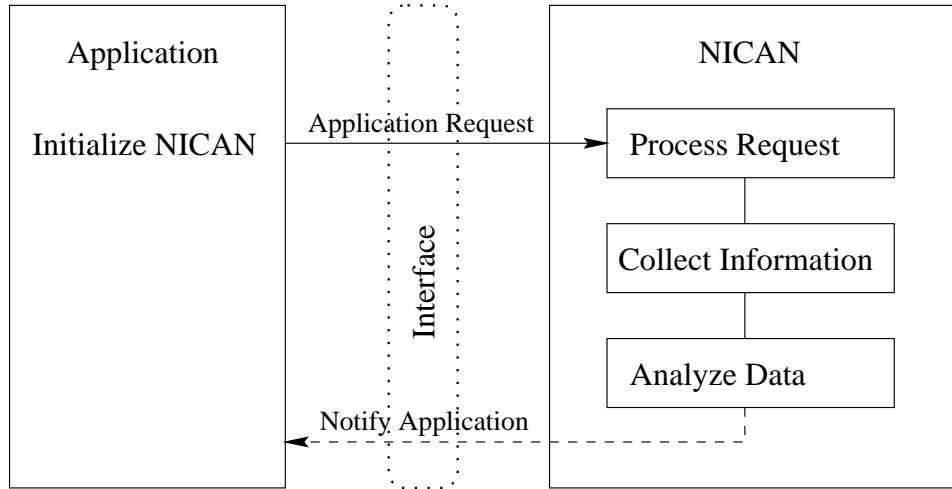 Application
NICAN
Initialize NICAN
Application Request
Process Request
Collect Information
Interface
Analyze Data
Notify Application